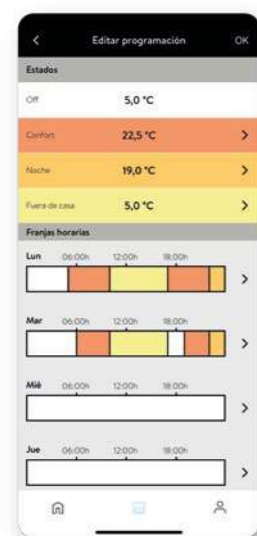 Editar programación OK
Estados
Off 5,0 °C
Confort 22,5 °C
Noche 19,0 °C
Fuera de casa 5,0 °C
Franjas horarias
Lun 06:00h 12:00h 18:00h
Mar 06:00h 12:00h 18:00h
Mié 06:00h 12:00h 18:00h
Jue 06:00h 12:00h 18:00h